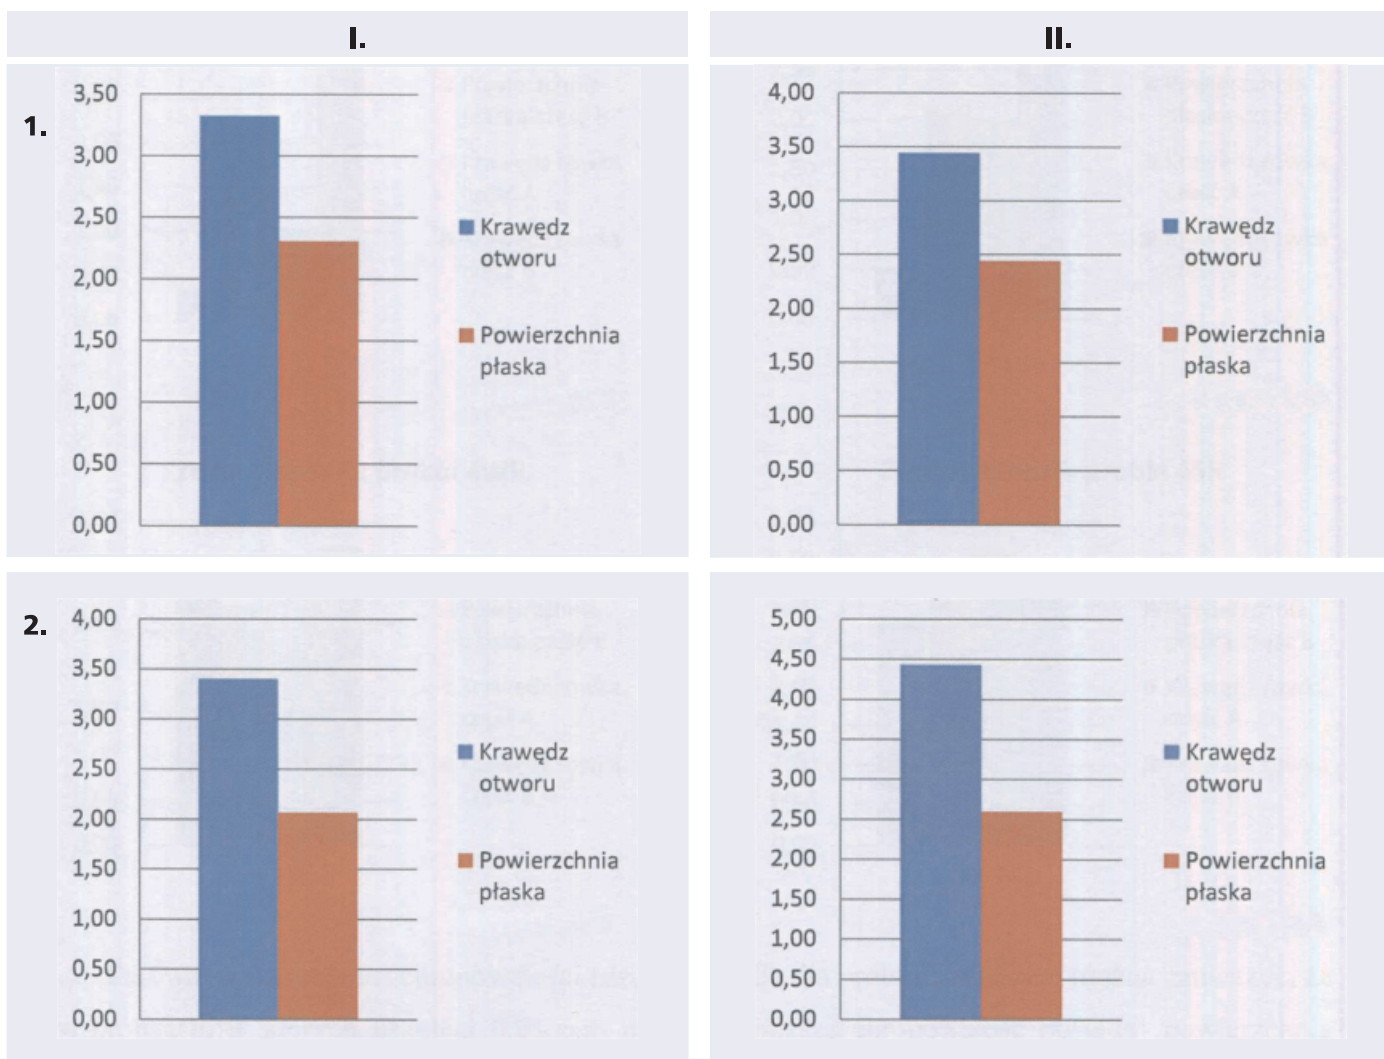 I.
II.
1.
3,50
3,00
2,50
2,00
1,50
1,00
0,50
0,00
Krawędz
otworu
Powierzchnia
płaska
4,00
3,50
3,00
2,50
2,00
1,50
1,00
0,50
0,00
Krawędz
otworu
Powierzchnia
płaska
2.
4,00
3,50
3,00
2,50
2,00
1,50
1,00
0,50
0,00
Krawędz
otworu
Powierzchnia
płaska
5,00
4,50
4,00
3,50
3,00
2,50
2,00
1,50
1,00
0,50
0,00
Krawędz
otworu
Powierzchnia
płaska